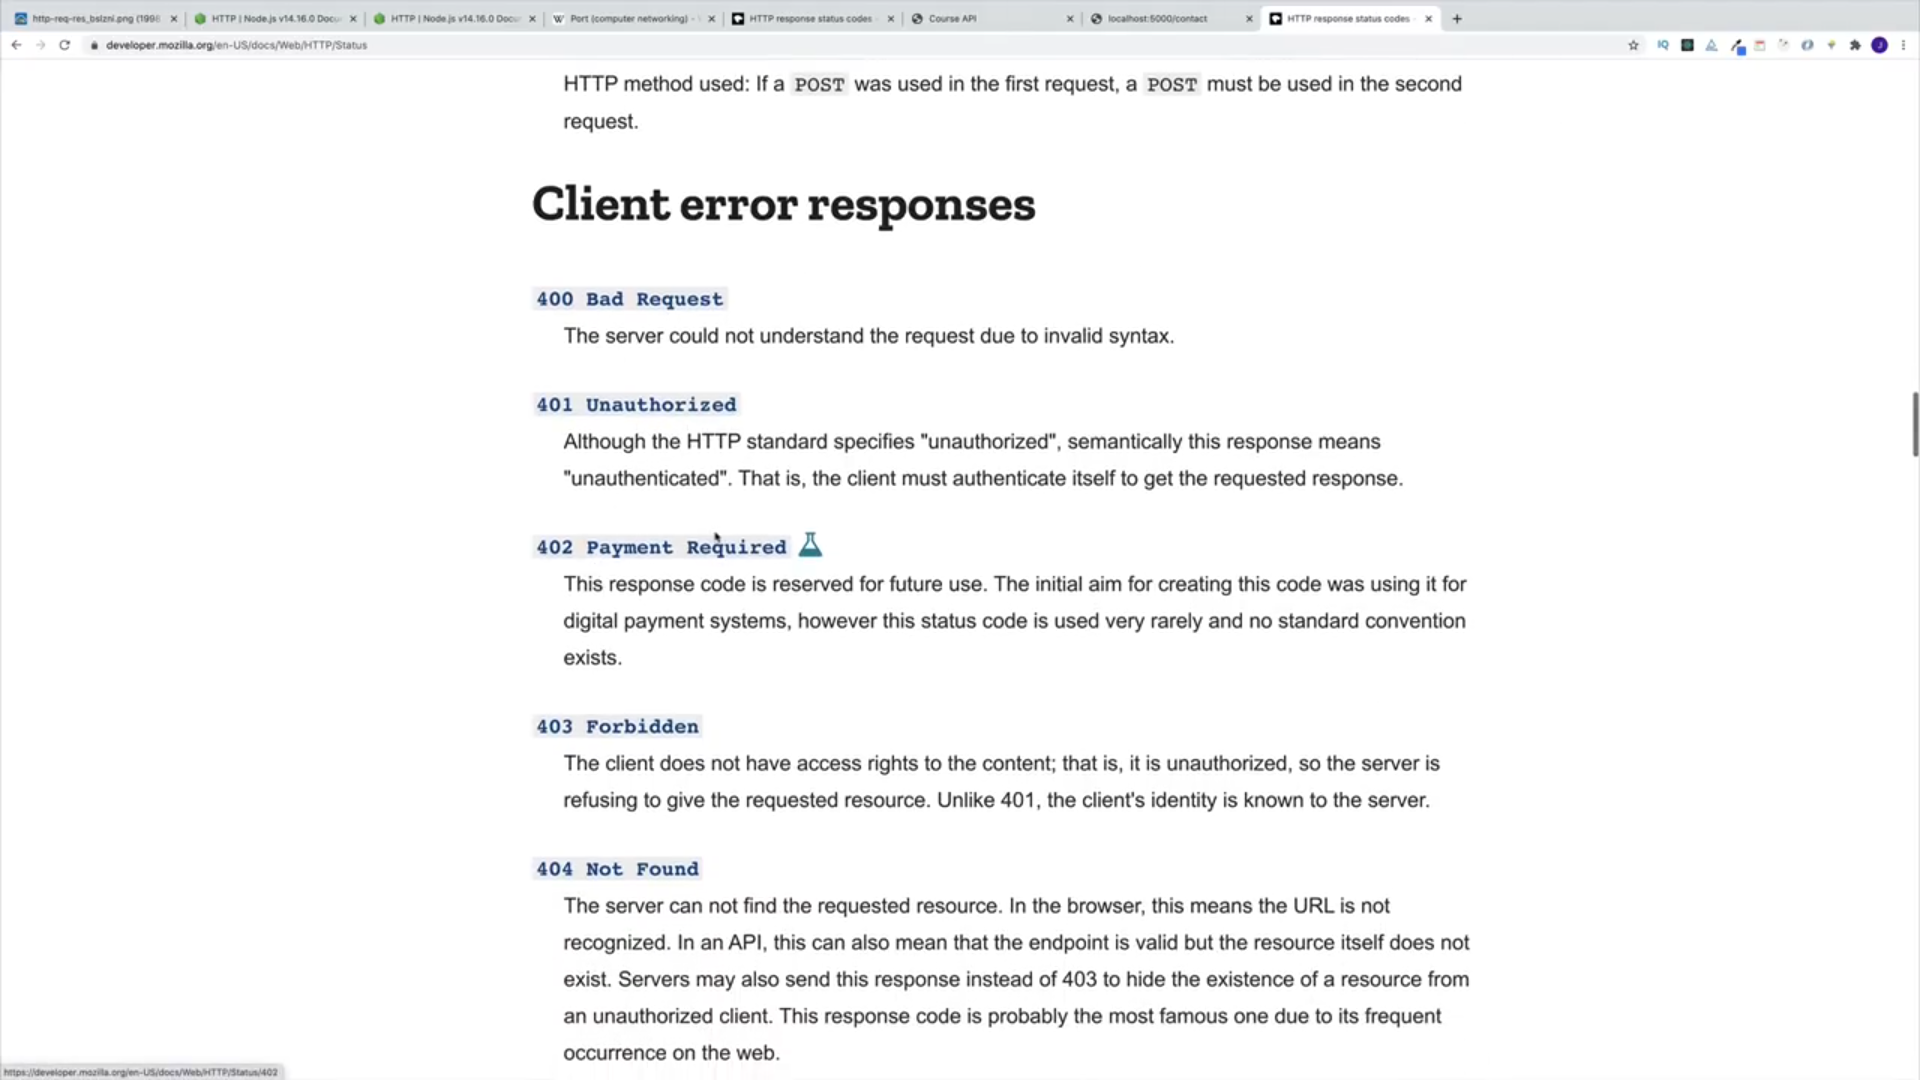 http-req-res_bslzni.png (1998
HTTP | Node.js v14.16.0 Docu
HTTP | Node.js v14.16.0 Docu
Port (computer networking) -
HTTP response status codes -
Course API
localhost:5000/contact
HTTP response status codes -
developer.mozilla.org/en-US/docs/Web/HTTP/Status
HTTP method used: If a POST was used in the first request, a POST must be used in the second
request.
Client error responses
400 Bad Request
The server could not understand the request due to invalid syntax.
401 Unauthorized
Although the HTTP standard specifies "unauthorized", semantically this response means
"unauthenticated". That is, the client must authenticate itself to get the requested response.
402 Payment Required
This response code is reserved for future use. The initial aim for creating this code was using it for
digital payment systems, however this status code is used very rarely and no standard convention
exists.
403 Forbidden
The client does not have access rights to the content; that is, it is unauthorized, so the server is
refusing to give the requested resource. Unlike 401, the client's identity is known to the server.
404 Not Found
The server can not find the requested resource. In the browser, this means the URL is not
recognized. In an API, this can also mean that the endpoint is valid but the resource itself does not
exist. Servers may also send this response instead of 403 to hide the existence of a resource from
an unauthorized client. This response code is probably the most famous one due to its frequent
occurrence on the web.
https://developer.mozilla.org/en-US/docs/Web/HTTP/Status/402